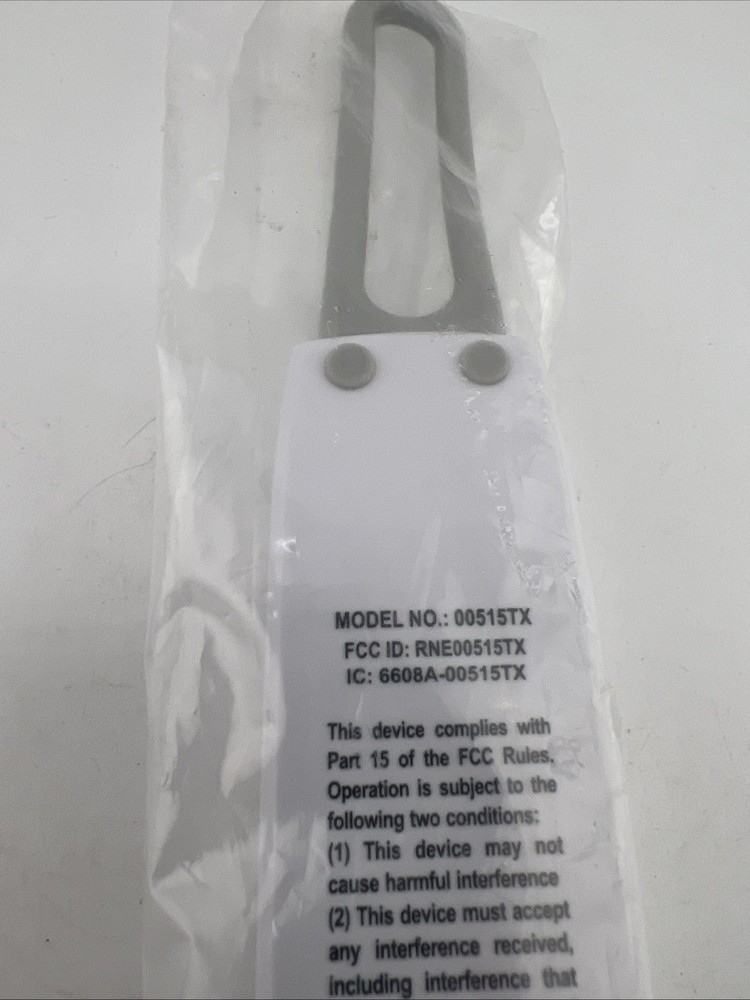 MODEL NO.: 00515TX
FCC ID: RNE00515TX
IC: 6608A-00515TX
This device complies with
Part 15 of the FCC Rules.
Operation is subject to the
following two conditions:
(1) This device may not
cause harmful interference
(2) This device must accept
any interference received,
including interference that